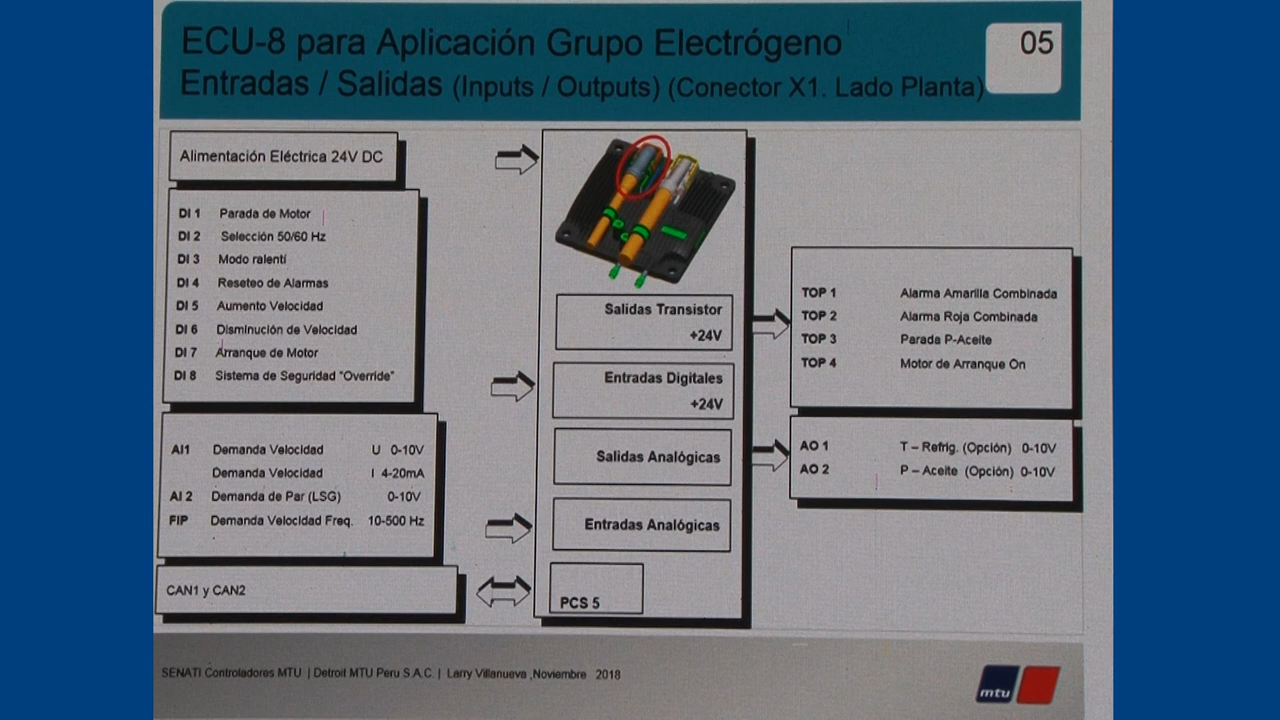 ECU-8 para Aplicación Grupo Electrógeno
Entradas / Salidas (Inputs / Outputs) (Conector X1. Lado Planta)
05
Alimentación Eléctrica 24V DC
DI 1 Parada de Motor
DI 2 Selección 50/60 Hz
DI 3 Modo ralentí
DI 4 Reseteo de Alarmas
DI 5 Aumento Velocidad
DI 6 Disminución de Velocidad
DI 7 Arranque de Motor
DI 8 Sistema de Seguridad "Override"
AI1 Demanda Velocidad U 0-10V
Demanda Velocidad I 4-20mA
AI 2 Demanda de Par (LSG) 0-10V
FIP Demanda Velocidad Freq. 10-500 Hz
CAN1 y CAN2
Salidas Transistor
+24V
Entradas Digitales
+24V
Salidas Analógicas
Entradas Analógicas
PCS 5
TOP 1 Alarma Amarilla Combinada
TOP 2 Alarma Roja Combinada
TOP 3 Parada P-Aceite
TOP 4 Motor de Arranque On
AO 1 T – Refrig. (Opción) 0-10V
AO 2 P – Aceite (Opción) 0-10V
SENATI Controladores MTU | Detroit MTU Peru S.A.C. | Larry Villanueva ,Noviembre 2018
mtu